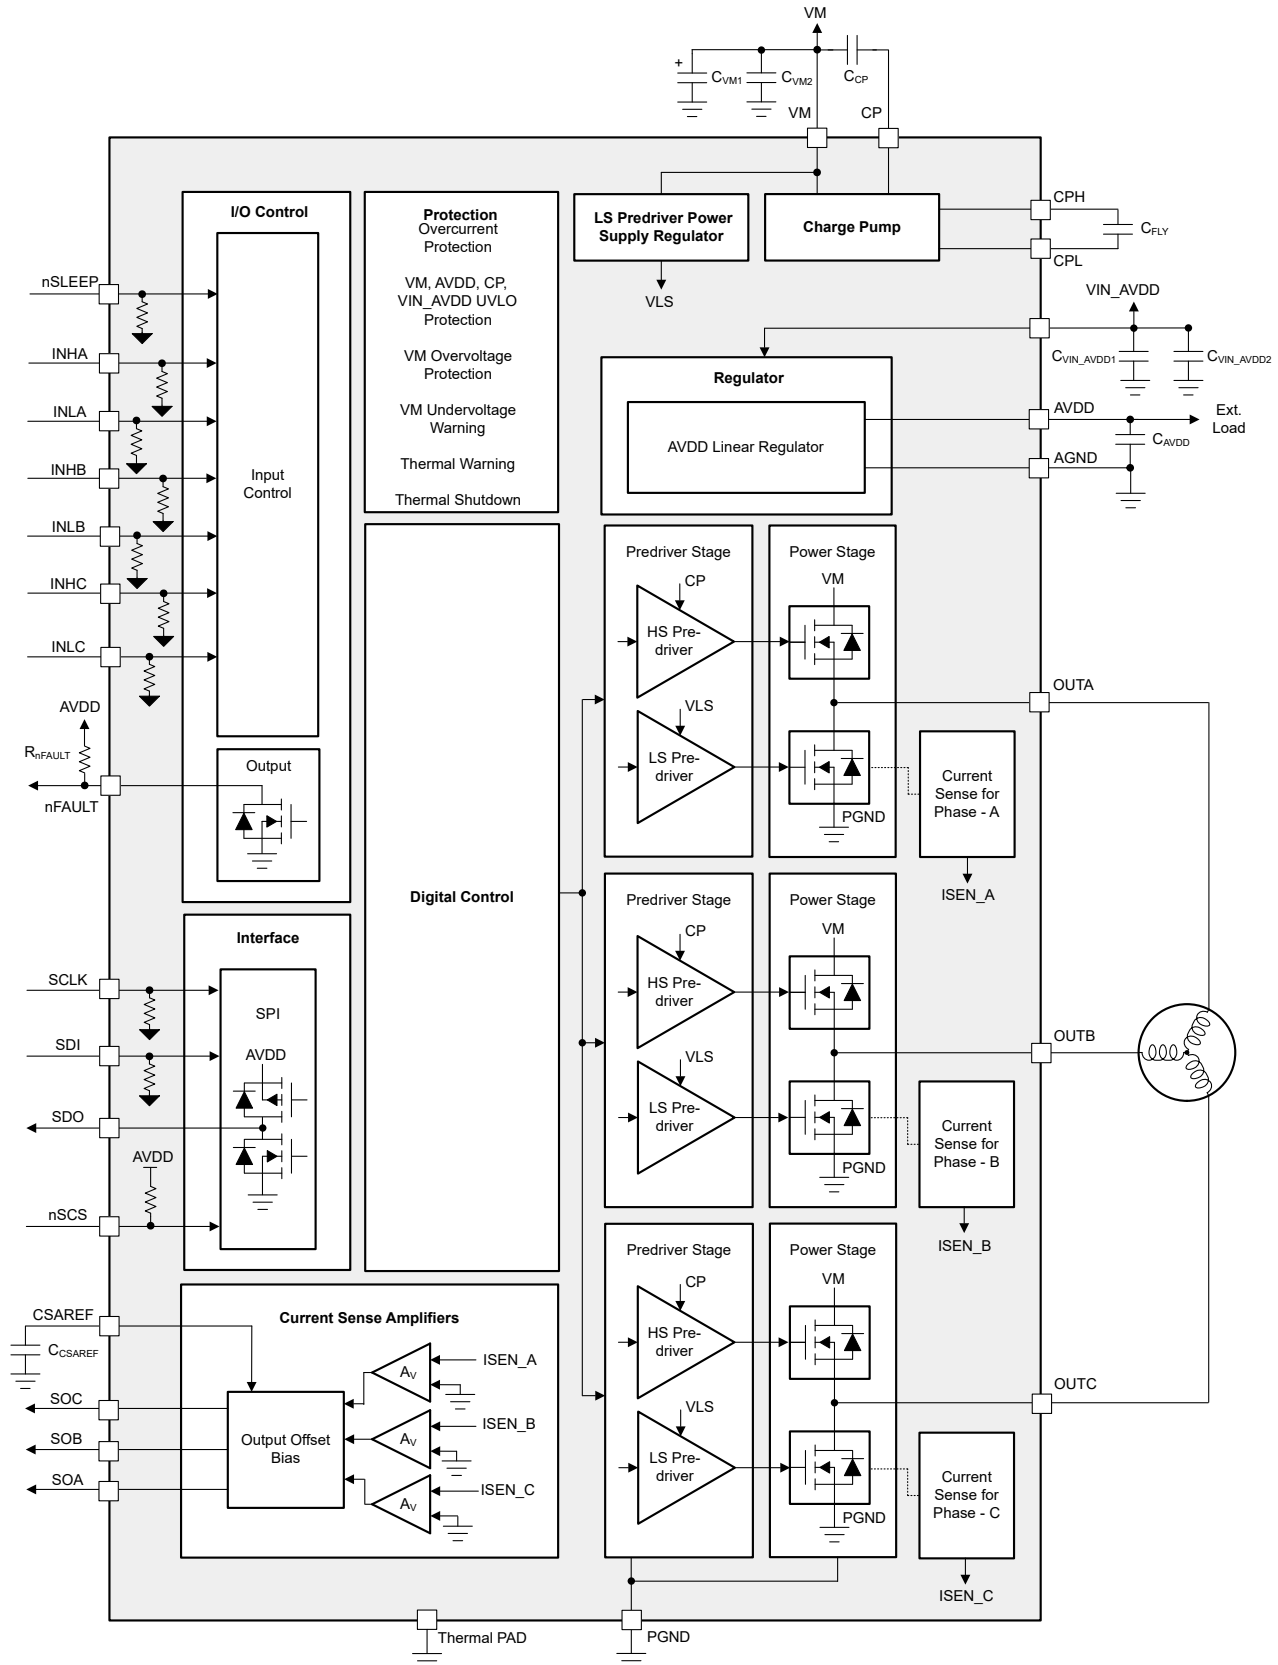 VM
+
CVM1
CVM2
CCP
VM
CP
I/O Control
Input
Control
nSLEEP
INHA
INLA
INHB
INLB
INHC
INLC
AVDD
RnFAULT
nFAULT
Output
Protection
Overcurrent
Protection
VM, AVDD, CP,
VIN_AVDD UVLO
Protection
VM Overvoltage
Protection
VM Undervoltage
Warning
Thermal Warning
Thermal Shutdown
LS Predriver Power
Supply Regulator
VLS
Charge Pump
CPH
CPL
CFLY
VIN_AVDD
CVIN_AVDD1
CVIN_AVDD2
Regulator
AVDD Linear Regulator
AVDD
CAVDD
Ext.
Load
AGND
Digital Control
Predriver Stage
CP
HS Pre-
driver
VLS
LS Pre-
driver
Power Stage
VM
PGND
OUTA
Current
Sense for
Phase - A
ISEN_A
Predriver Stage
CP
HS Pre-
driver
VLS
LS Pre-
driver
Power Stage
VM
PGND
OUTB
Current
Sense for
Phase - B
ISEN_B
Predriver Stage
CP
HS Pre-
driver
VLS
LS Pre-
driver
Power Stage
VM
PGND
OUTC
Current
Sense for
Phase - C
ISEN_C
Interface
SPI
AVDD
SCLK
SDI
SDO
AVDD
nSCS
Current Sense Amplifiers
CSAREF
CCSAREF
SOC
SOB
SOA
Output Offset
Bias
AV
ISEN_A
AV
ISEN_B
AV
ISEN_C
Thermal PAD
PGND